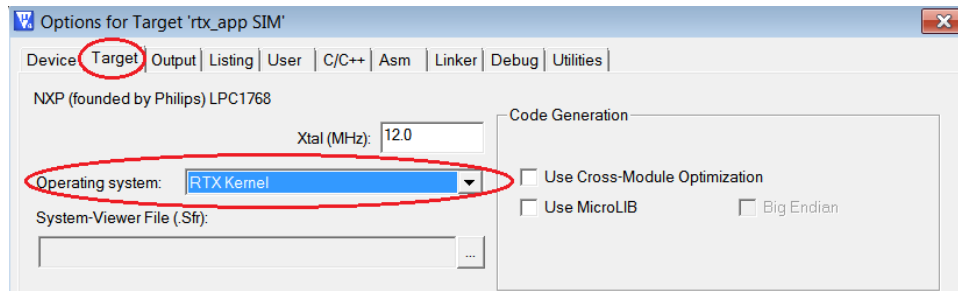 Options for Target 'rtx_app SIM'
Device Target Output Listing User C/C++ Asm Linker Debug Utilities
NXP (founded by Philips) LPC1768
Code Generation
Xtal (MHz): 12.0
Operating system: RTX Kernel
Use Cross-Module Optimization
Use MicroLIB Big Endian
System-Viewer File (.Sfr):
...